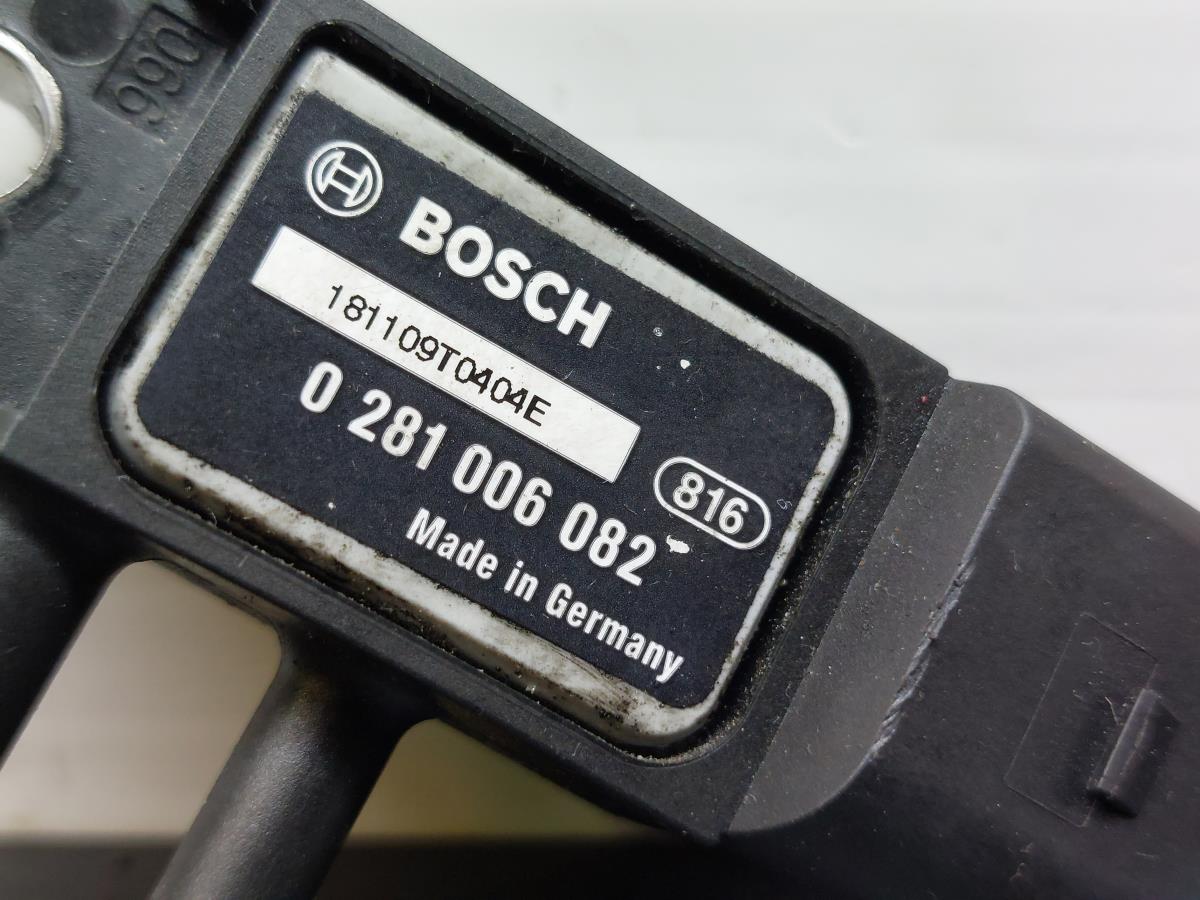 990
BOSCH
181109T0404E
0 281 006 082
816
Made in Germany